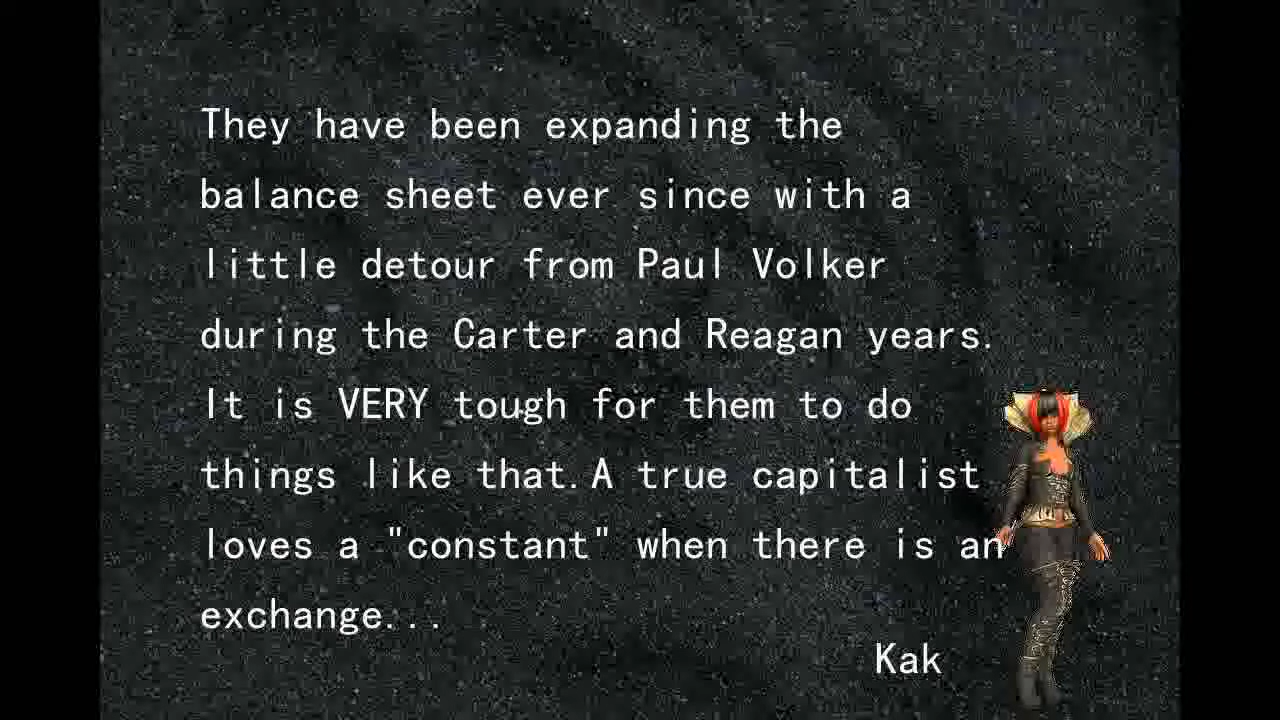 They have been expanding the
balance sheet ever since with a
little detour from Paul Volker
during the Carter and Reagan years.
It is VERY tough for them to do
things like that.A true capitalist
loves a "constant" when there is an
exchange...
Kak